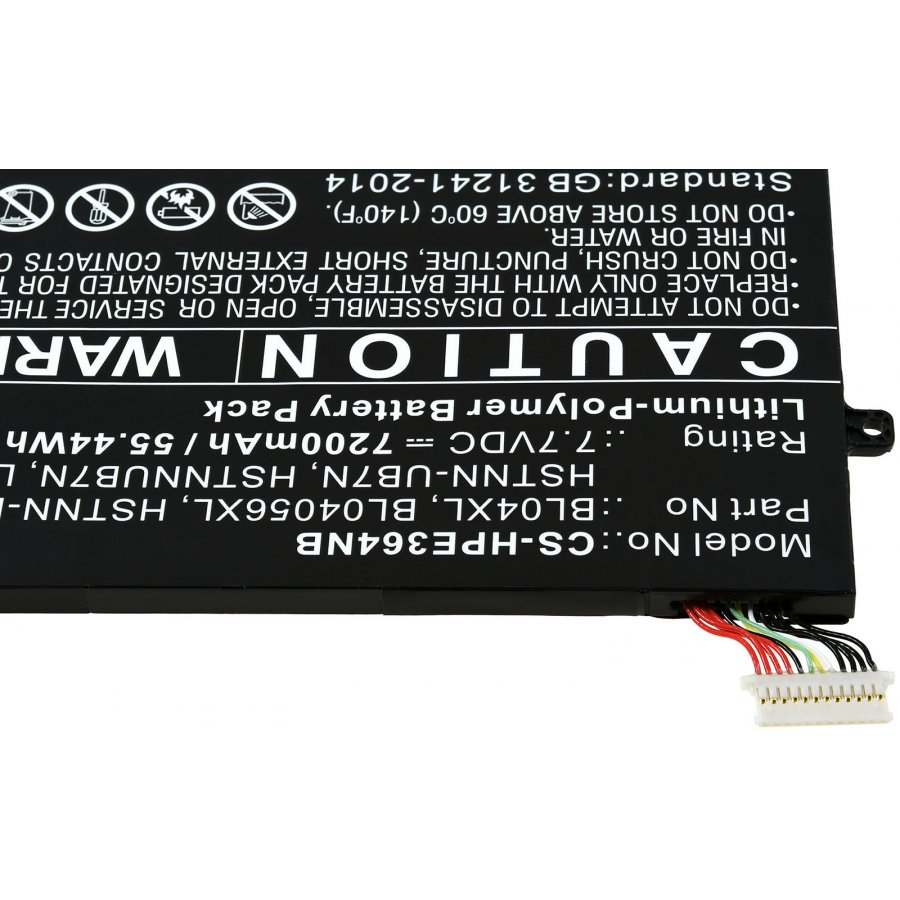 Model No.: CS-HPE364NB
Part No.: BL04XL, BL04056XL, HSTNN-
HSTNN-UB7N, HSTNNUB7N,
Rating.: 7.7VDC ⎓ 7200mAh / 55.44Wh
Lithium-Polymer Battery Pack
CAUTION
•DO NOT ATTEMPT TO DISASSEMBLE, OPEN, OR SERVICE THE
•REPLACE ONLY WITH THE BATTERY PACK DESIGNATED FOR
•DO NOT CRUSH, PUNCTURE, SHORT, EXTERNAL CONTACTS
IN FIRE OR WATER.
•DO NOT STORE ABOVE 60°C (140°F).
Standard:GB 31241-2014